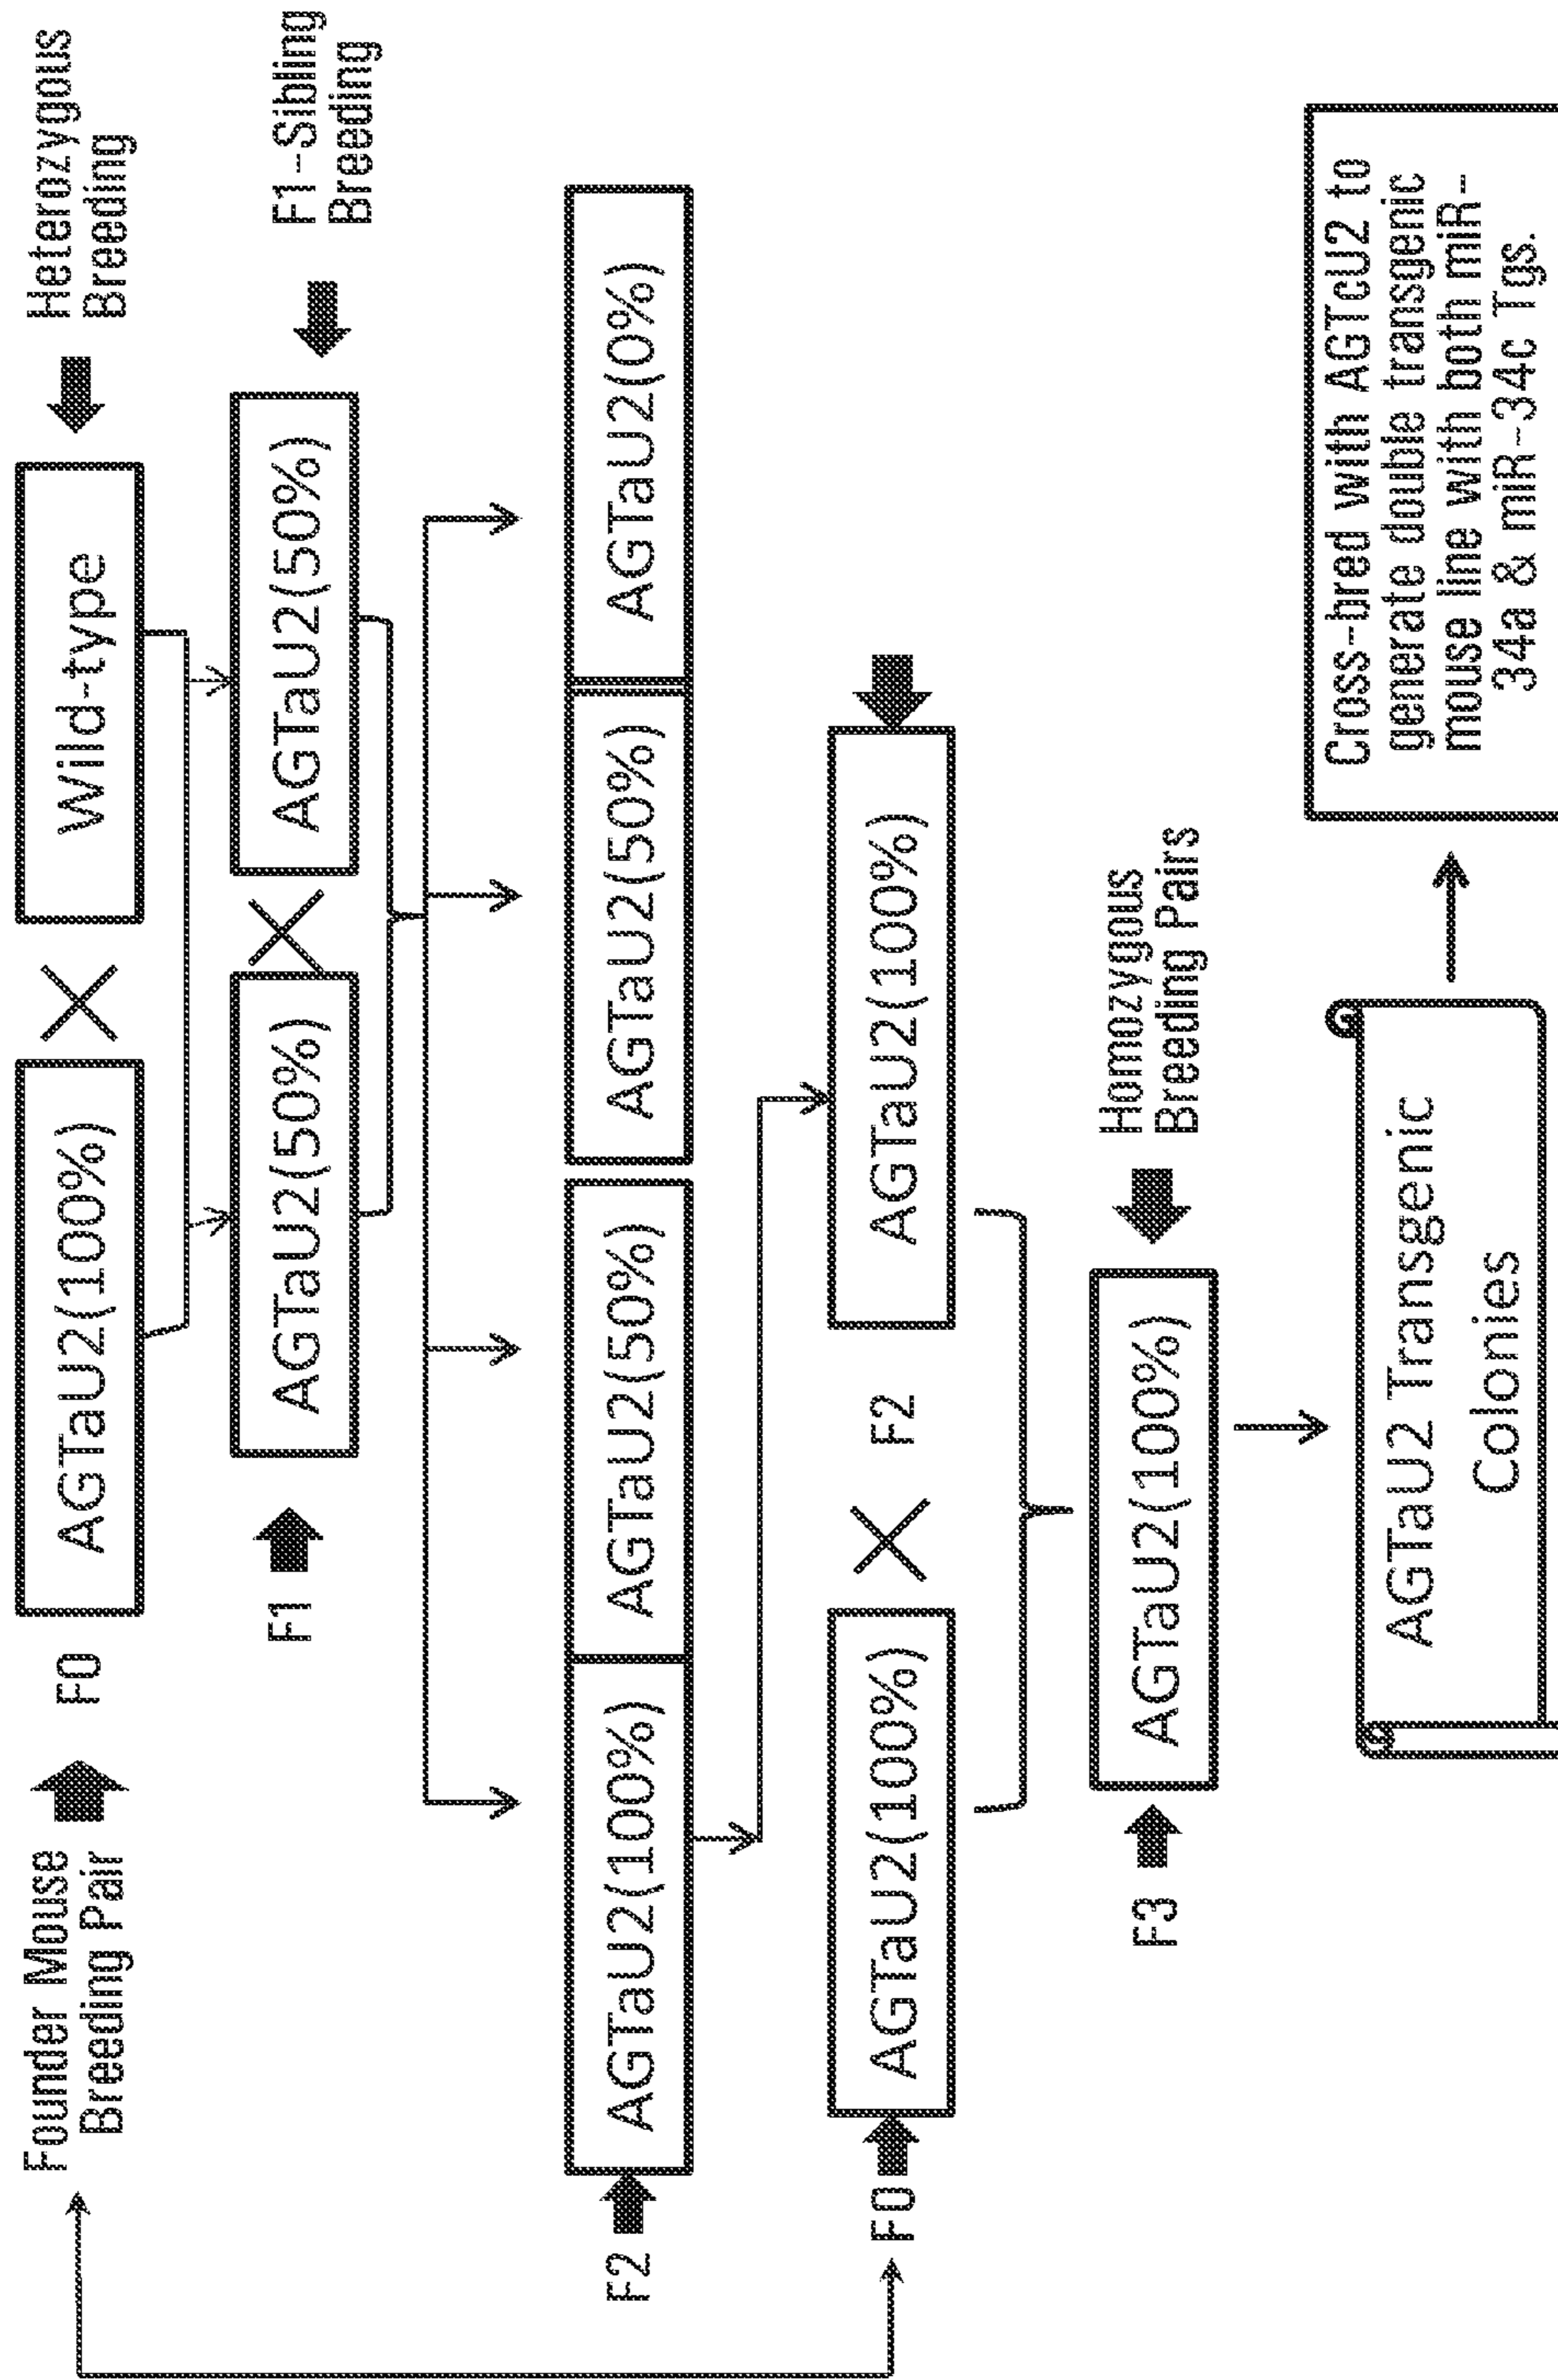 Founder Mouse
Breeding Pair
F0
AGTaU2(100%)
Wild-type
Heterozygous
Breeding
F1
AGTaU2(50%)
AGTaU2(50%)
F1-Sibling
Breeding
F2
AGTaU2(100%)
AGTaU2(50%)
AGTaU2(50%)
AGTaU2(0%)
F0
AGTaU2(100%)
F2
AGTaU2(100%)
F3
AGTaU2(100%)
Homozygous
Breeding Pairs
AGTaU2 Transgenic
Colonies
Cross-bred with AGTcU2 to
generate double transgenic
mouse line with both miR-
34a & miR-34c Tgs.